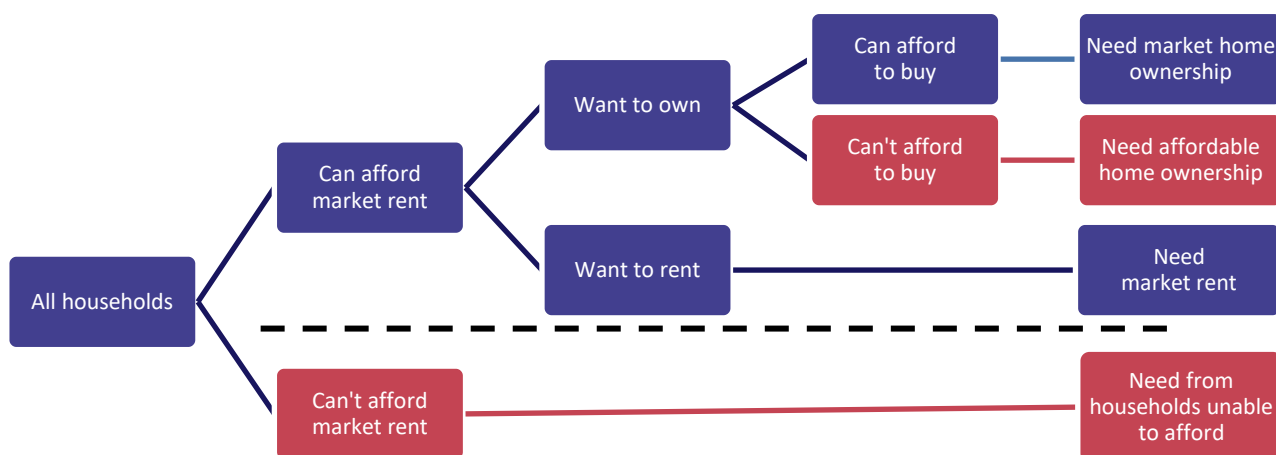 Can afford
to buy
Need market home
ownership
Want to own
Can't afford
to buy
Need affordable
home ownership
Can afford
market rent
Want to rent
Need
market rent
All households
Can't afford
market rent
Need from
households unable
to afford